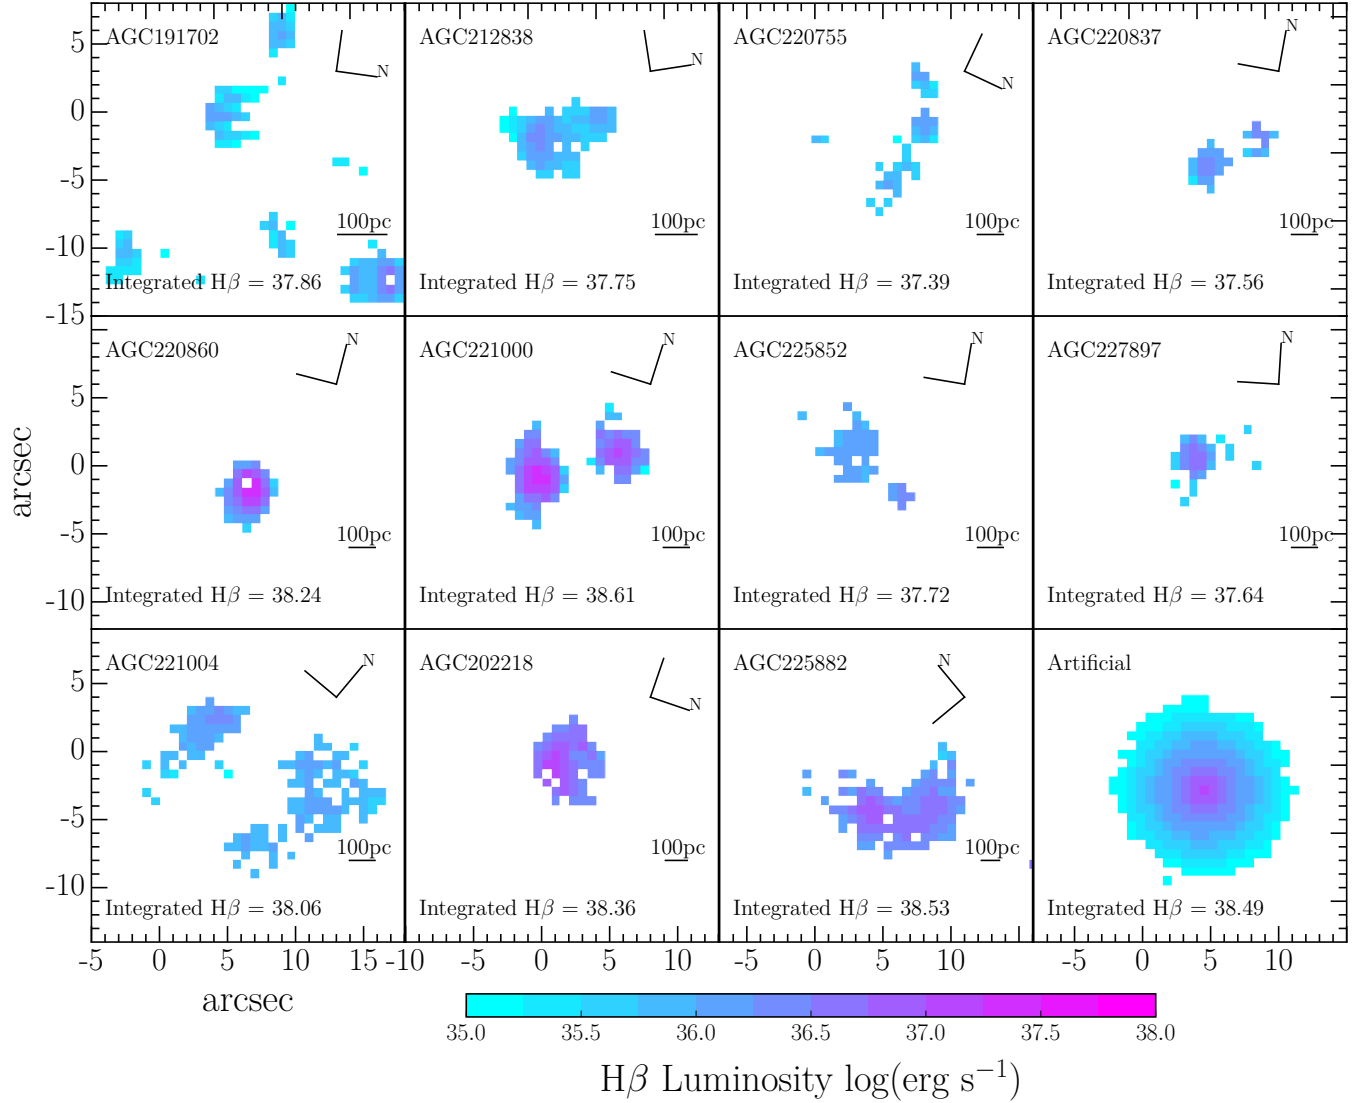 AGC191702
N
100pc
Integrated Hβ = 37.86
AGC212838
N
100pc
Integrated Hβ = 37.75
AGC220755
N
100pc
Integrated Hβ = 37.39
AGC220837
N
100pc
Integrated Hβ = 37.56
5
0
-5
-10
-15
AGC220860
N
100pc
Integrated Hβ = 38.24
AGC221000
N
100pc
Integrated Hβ = 38.61
AGC225852
N
100pc
Integrated Hβ = 37.72
AGC227897
N
100pc
Integrated Hβ = 37.64
5
0
-5
-10
arcsec
AGC221004
N
100pc
Integrated Hβ = 38.06
AGC202218
N
100pc
Integrated Hβ = 38.36
AGC225882
N
100pc
Integrated Hβ = 38.53
Artificial
Integrated Hβ = 38.49
5
0
-5
-10
-5 0 5 10 15 -10 -5 0 5 10 -5 0 5 10 -5 0 5 10
arcsec
35.0 35.5 36.0 36.5 37.0 37.5 38.0
Hβ Luminosity log(erg s⁻¹)